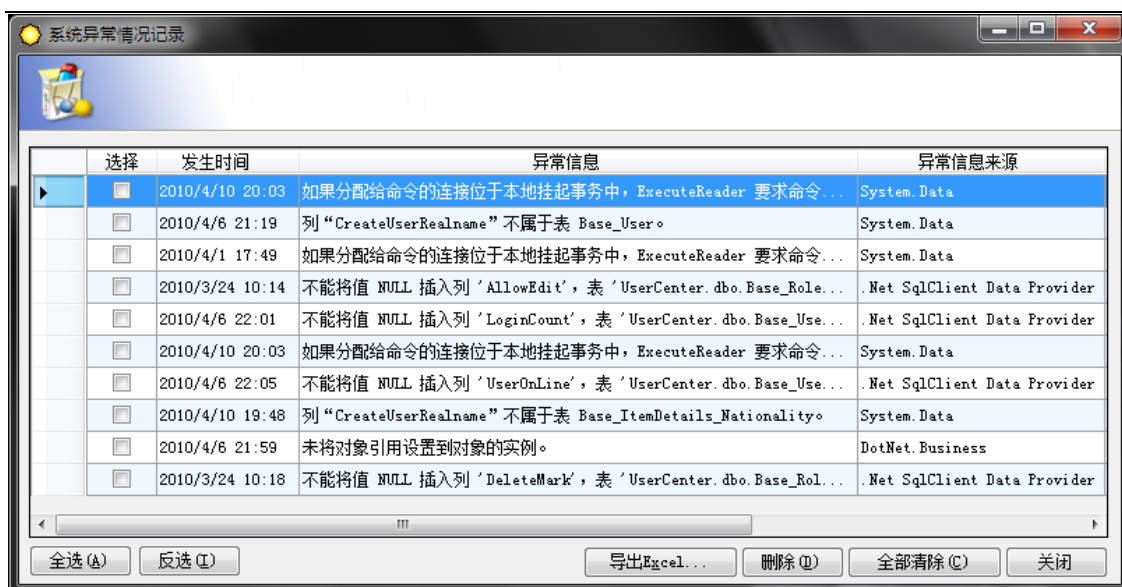 系统异常情况记录
选择 发生时间 异常信息 异常信息来源
2010/4/10 20:03 如果分配给命令的连接位于本地挂起事务中，ExecuteReader 要求命令... System.Data
2010/4/6 21:19 列“CreateUserRealname”不属于表 Base_User。 System.Data
2010/4/1 17:49 如果分配给命令的连接位于本地挂起事务中，ExecuteReader 要求命令... System.Data
2010/3/24 10:14 不能将值 NULL 插入列 'AllowEdit'，表 'UserCenter.dbo.Base_Role... .Net SqlClient Data Provider
2010/4/6 22:01 不能将值 NULL 插入列 'LoginCount'，表 'UserCenter.dbo.Base_Use... .Net SqlClient Data Provider
2010/4/10 20:03 如果分配给命令的连接位于本地挂起事务中，ExecuteReader 要求命令... System.Data
2010/4/6 22:05 不能将值 NULL 插入列 'UserOnLine'，表 'UserCenter.dbo.Base_Use... .Net SqlClient Data Provider
2010/4/10 19:48 列“CreateUserRealname”不属于表 Base_ItemDetails_Nationality。 System.Data
2010/4/6 21:59 未将对象引用设置到对象的实例。 DotNet.Business
2010/3/24 10:18 不能将值 NULL 插入列 'DeleteMark'，表 'UserCenter.dbo.Base_Rol... .Net SqlClient Data Provider
全选(A) 反选(I) 导出Excel... 删除(D) 全部清除(C) 关闭